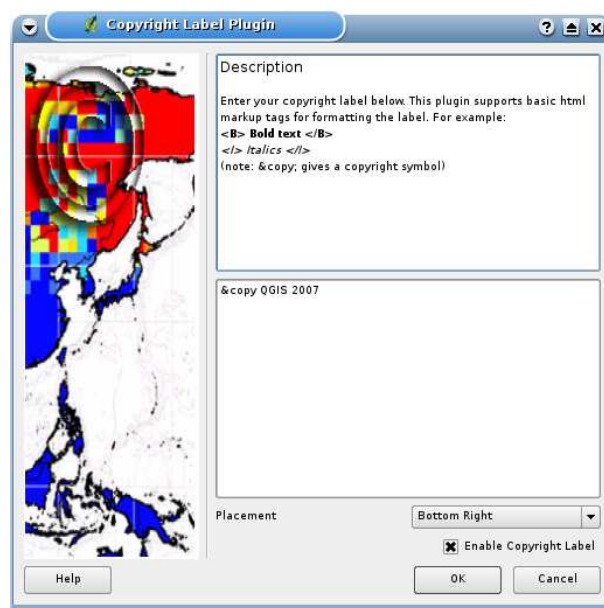 Copyright Label Plugin
?
Description
Enter your copyright label below. This plugin supports basic html
markup tags for formatting the label. For example:
<B> Bold text </B>
<I> Italics </I>
(note: &copy; gives a copyright symbol)
&copy QGIS 2007
Placement
Bottom Right
Enable Copyright Label
Help
OK
Cancel